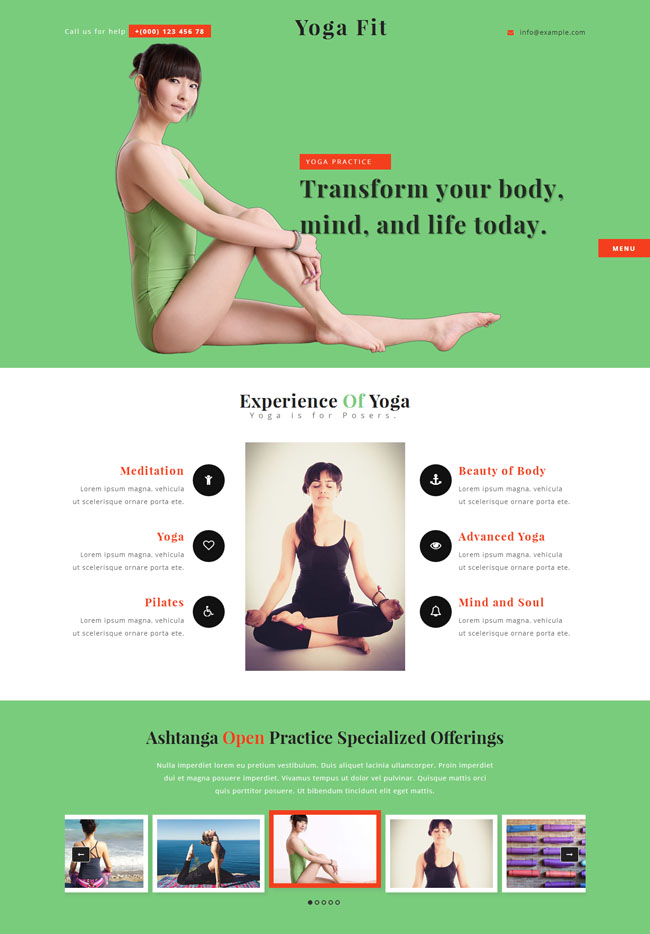 Call us for help +(000) 123 456 78
Yoga Fit
info@example.com
YOGA PRACTICE
Transform your body,
mind, and life today.
MENU
Experience Of Yoga
Yoga is for Posers.
Meditation
Lorem ipsum magna, vehicula
ut scelerisque ornare porta ete.
Yoga
Lorem ipsum magna, vehicula
ut scelerisque ornare porta ete.
Pilates
Lorem ipsum magna, vehicula
ut scelerisque ornare porta ete.
Beauty of Body
Lorem ipsum magna, vehicula
ut scelerisque ornare porta ete.
Advanced Yoga
Lorem ipsum magna, vehicula
ut scelerisque ornare porta ete.
Mind and Soul
Lorem ipsum magna, vehicula
ut scelerisque ornare porta ete.
Ashtanga Open Practice Specialized Offerings
Nulla imperdiet lorem eu pretium vestibulum. Duis aliquet lacinia ullamcorper. Proin imperdiet
dui et magna posuere imperdiet. Vivamus tempus ut dolor vel pulvinar. Quisque mattis orci
quis porttitor posuere. Ut bibendum tincidunt elit eget mattis.